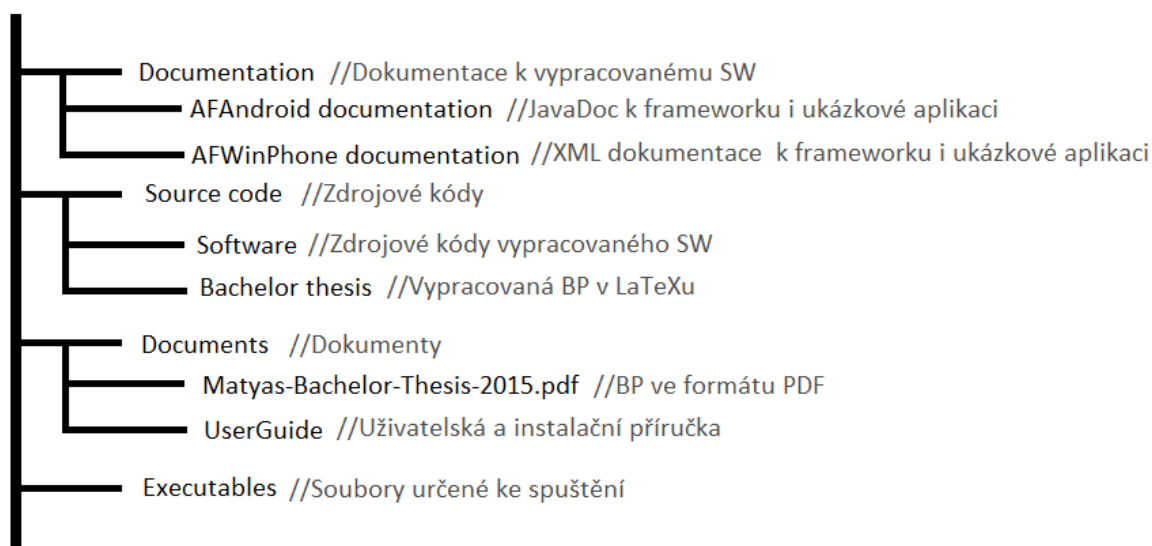 Documentation //Dokumentace k vypracovanému SW
AFAndroid documentation //JavaDoc k frameworku i ukázkové aplikaci
AFWinPhone documentation //XML dokumentace k frameworku i ukázkové aplikaci
Source code //Zdrojové kódy
Software //Zdrojové kódy vypracovaného SW
Bachelor thesis //Vypracovaná BP v LaTeXu
Documents //Dokumenty
Matyas-Bachelor-Thesis-2015.pdf //BP ve formátu PDF
UserGuide //Uživatelská a instalační příručka
Executables //Soubory určené ke spuštění